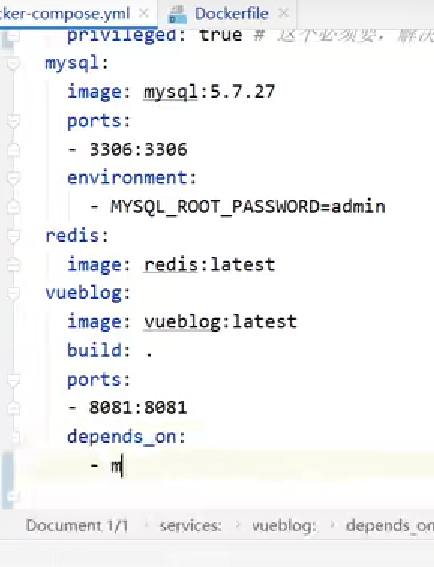 cker-compose.yml × Dockerfile ×
privileged: true # 这个必须要，解决
mysql:
image: mysql:5.7.27
ports:
- 3306:3306
environment:
- MYSQL_ROOT_PASSWORD=admin
redis:
image: redis:latest
vueblog:
image: vueblog:latest
build: .
ports:
- 8081:8081
depends_on:
- m
Document 1/1 › services: › vueblog: › depends_on